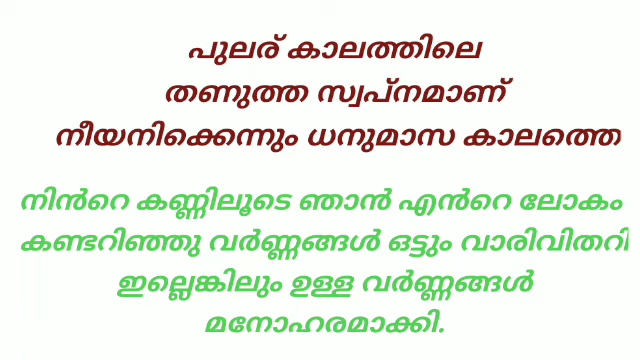 പുലര് കാലത്തിലെ
തണുത്ത സ്വപ്നമാണ്
നീയനിക്കെന്നും ധനുമാസ കാലത്തെ
നിൻറെ കണ്ണിലൂടെ ഞാൻ എൻറെ ലോകം
കണ്ടറിഞ്ഞു വർണ്ണങ്ങൾ ഒട്ടും വാരിവിതറി
ഇല്ലെങ്കിലും ഉള്ള വർണ്ണങ്ങൾ
മനോഹരമാക്കി.